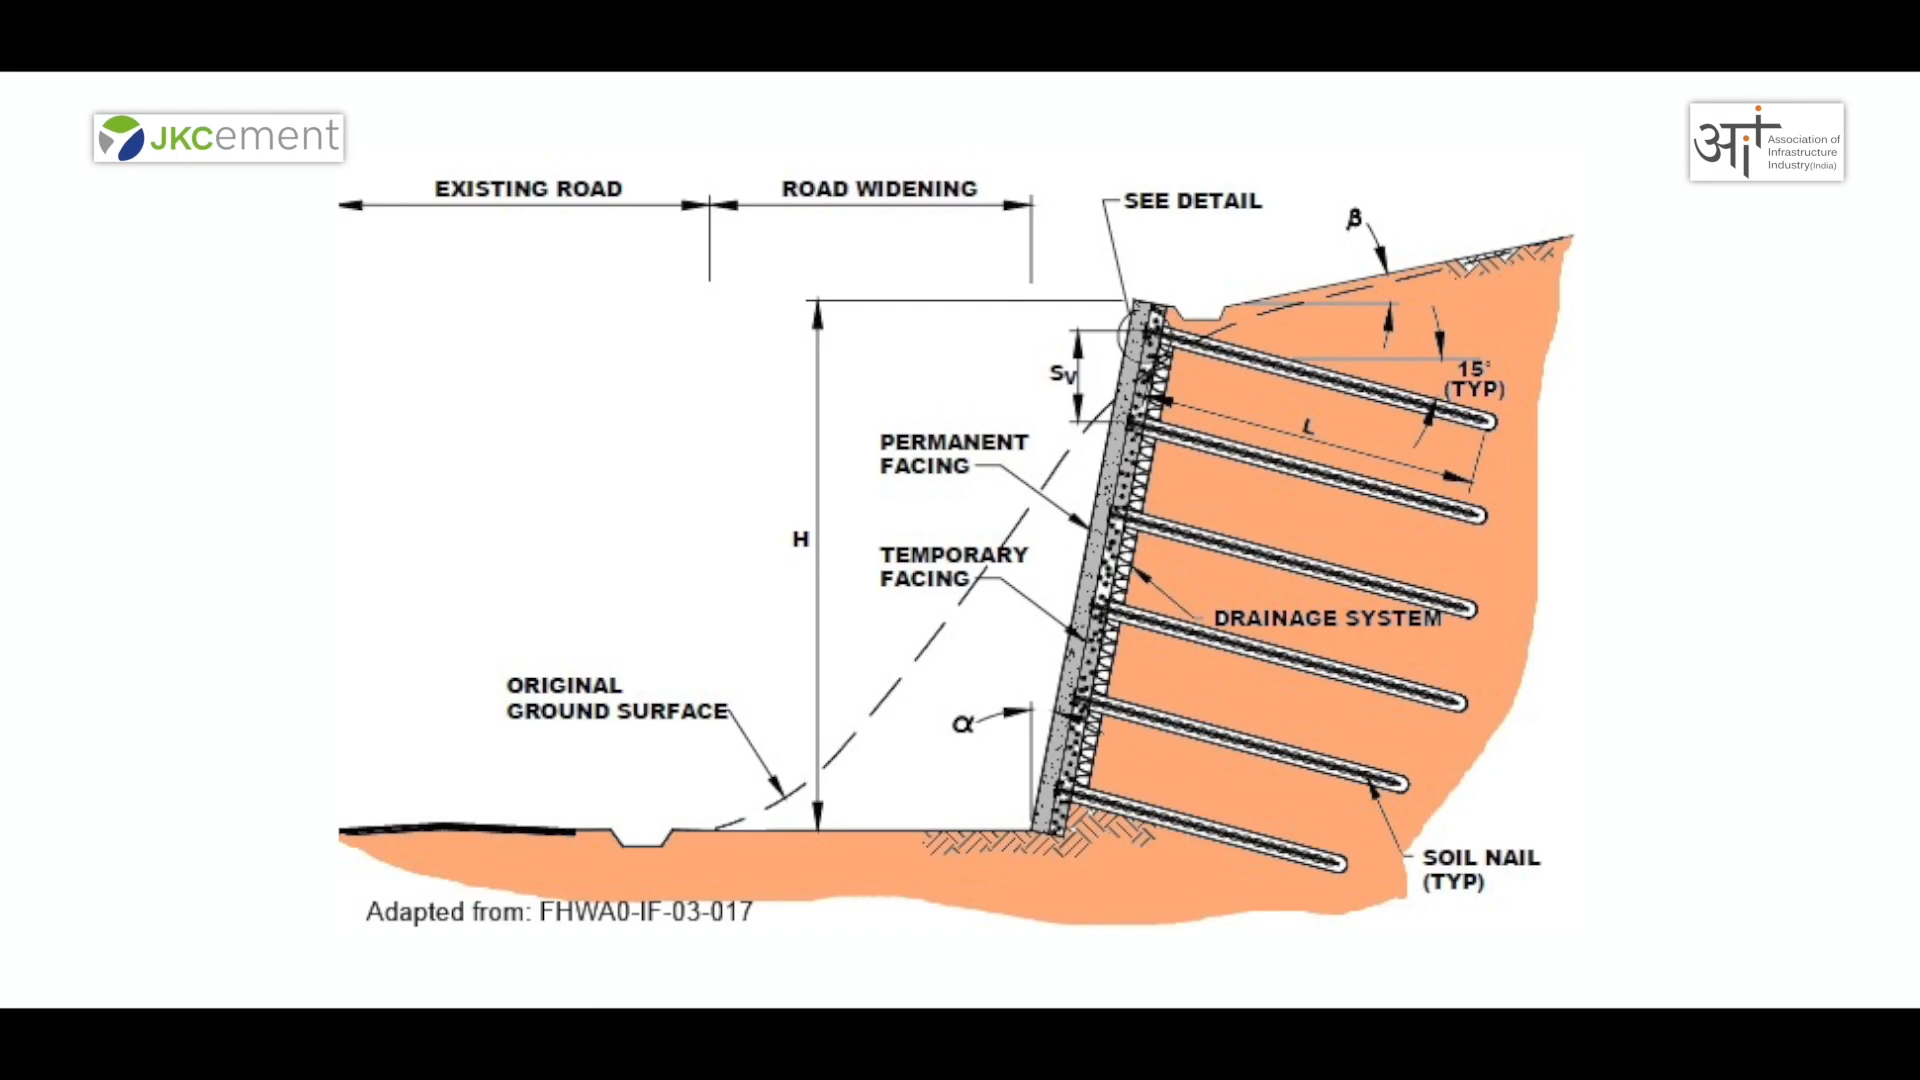 JKCement
आई
Association of
Infrastructure
Industry(India)
EXISTING ROAD
ROAD WIDENING
SEE DETAIL
β
Sv
15°
(TYP)
L
PERMANENT
FACING
H
TEMPORARY
FACING
DRAINAGE SYSTEM
ORIGINAL
GROUND SURFACE
α
SOIL NAIL
(TYP)
Adapted from: FHWA0-IF-03-017